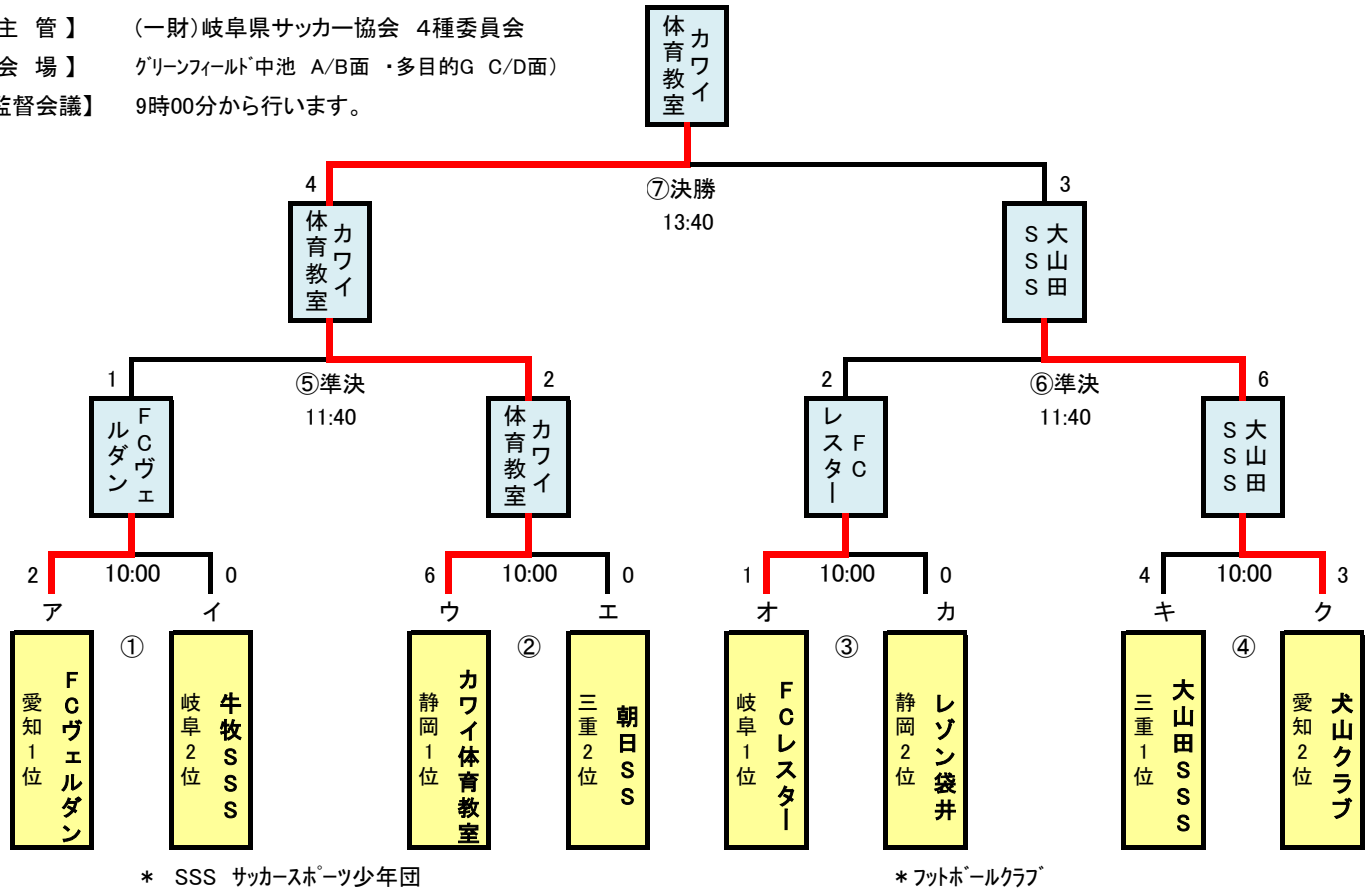 主 管 】 (一財)岐阜県サッカー協会 4種委員会
会 場 】 グリーンフィールド中池 A/B面 ・多目的G C/D面)
監督会議】 9時00分から行います。
カワイ
体育教室
4
⑦決勝
13:40
3
カワイ
体育教室
大山田
SSS
1
⑤準決
11:40
2
2
⑥準決
11:40
6
FCヴェ
ルダン
カワイ
体育教室
FC
レスター
大山田
SSS
2
10:00
0
6
10:00
0
1
10:00
0
4
10:00
3
ア
イ
ウ
エ
オ
カ
キ
ク
①
②
③
④
FCヴェルダン
愛知1位
牛牧SSS
岐阜2位
カワイ体育教室
静岡1位
朝日SS
三重2位
FCレスター
岐阜1位
レゾン袋井
静岡2位
大山田SSS
三重1位
犬山クラブ
愛知2位
* SSS サッカースポーツ少年団
* フットボールクラブ